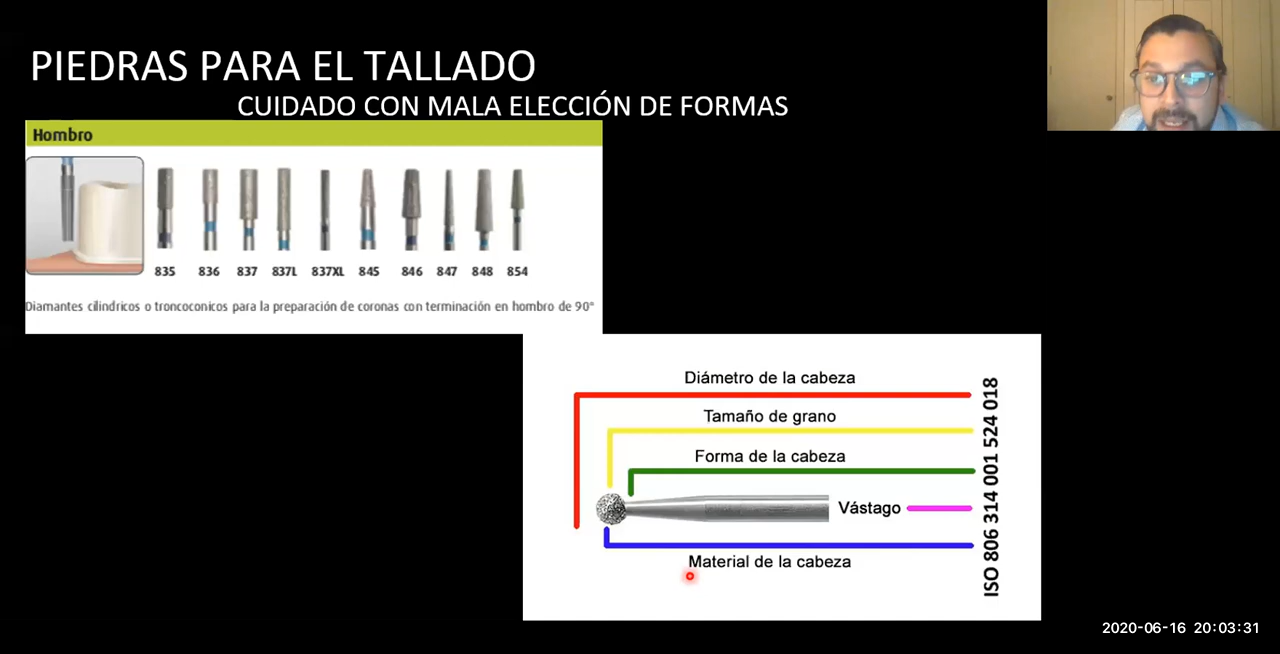 PIEDRAS PARA EL TALLADO
CUIDADO CON MALA ELECCIÓN DE FORMAS
Hombro
835 836 837 837L 837XL 845 846 847 848 854
Diamantes cilindricos o troncoconicos para la preparación de coronas con terminación en hombro de 90°
Diámetro de la cabeza
Tamaño de grano
Forma de la cabeza
Vástago
Material de la cabeza
ISO 806 314 001 524 018
2020-06-16 20:03:31